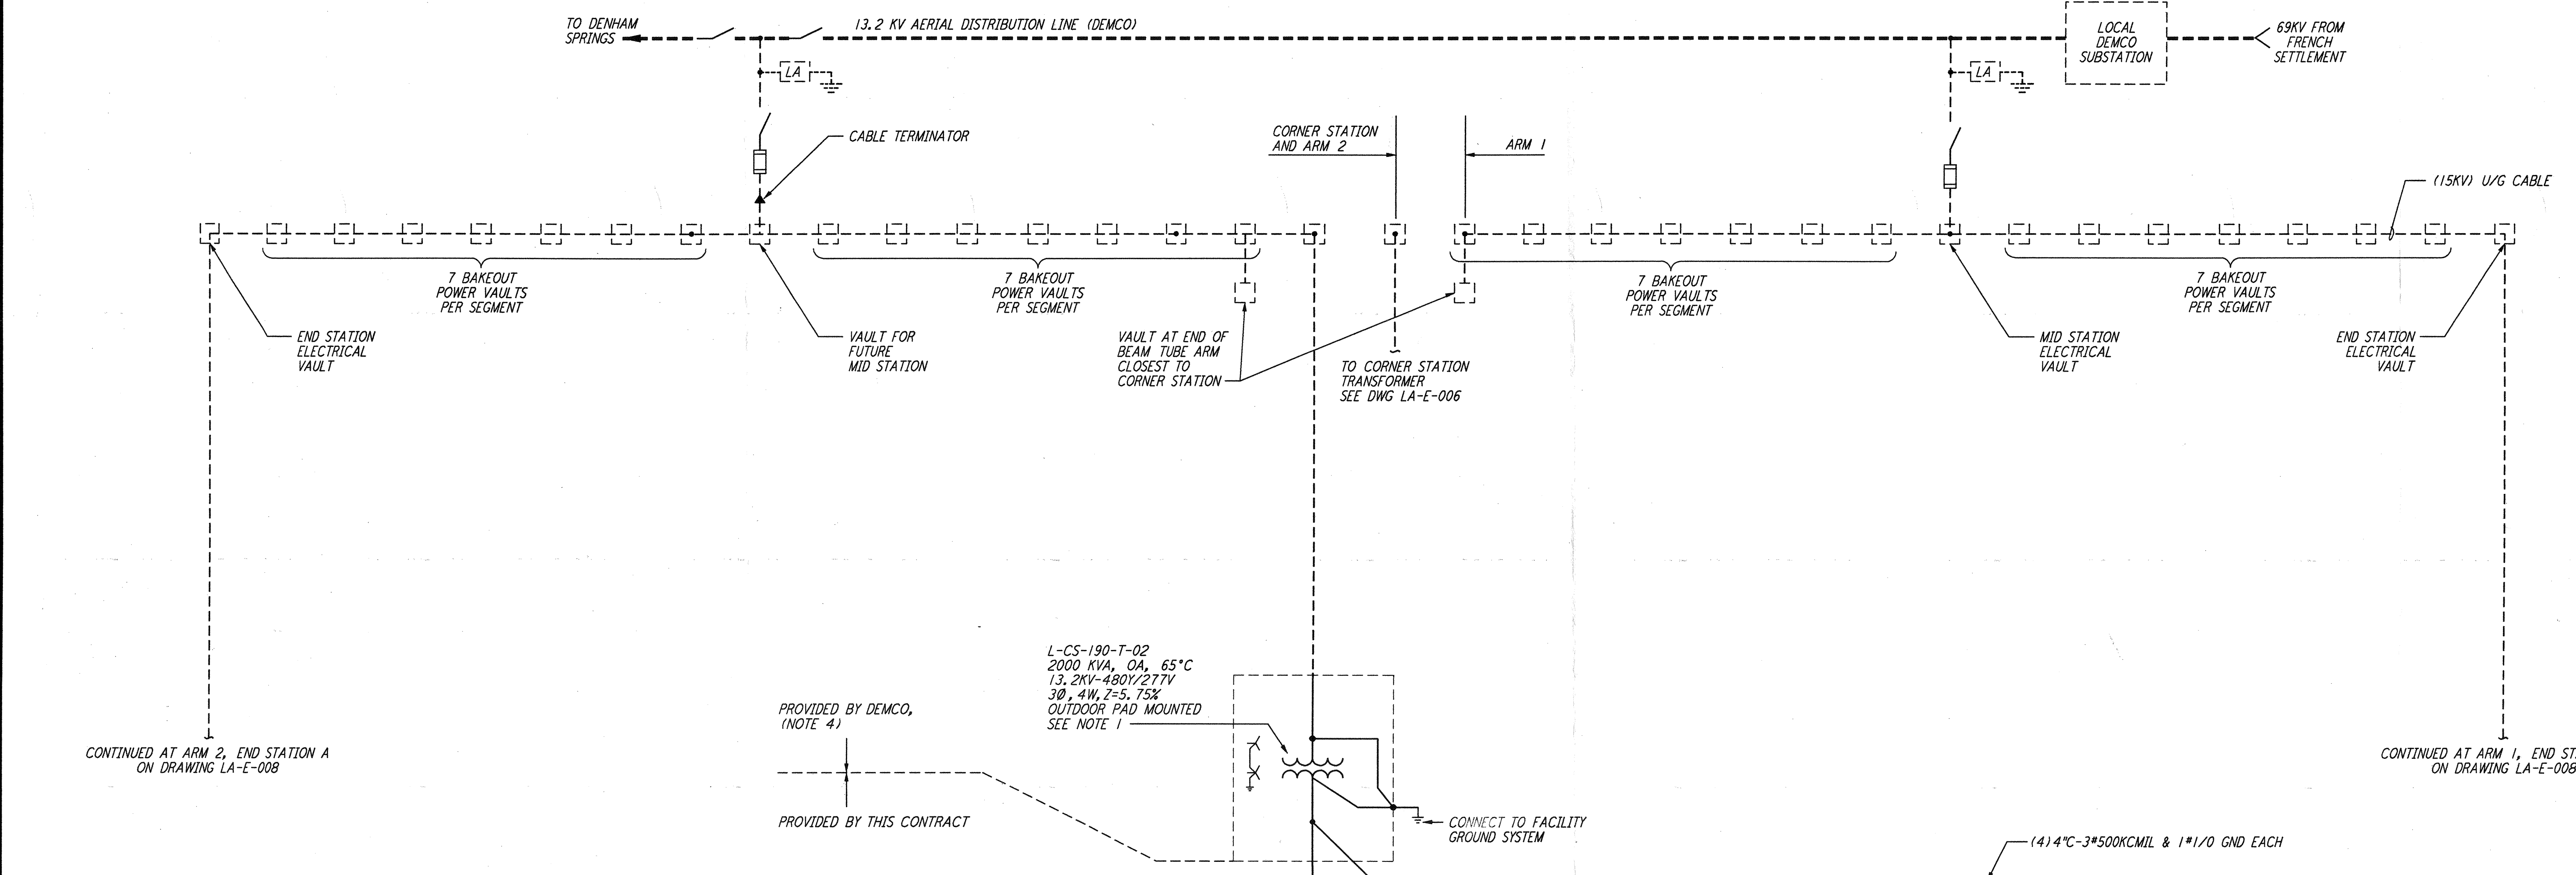 TO DENHAM
SPRINGS
13.2 KV AERIAL DISTRIBUTION LINE (DEMCO)
LOCAL
DEMCO
SUBSTATION
69KV FROM
FRENCH
SETTLEMENT
LA
LA
CABLE TERMINATOR
CORNER STATION
AND ARM 2
ARM 1
(15KV) U/G CABLE
7 BAKEOUT
POWER VAULTS
PER SEGMENT
7 BAKEOUT
POWER VAULTS
PER SEGMENT
7 BAKEOUT
POWER VAULTS
PER SEGMENT
7 BAKEOUT
POWER VAULTS
PER SEGMENT
END STATION
ELECTRICAL
VAULT
VAULT FOR
FUTURE
MID STATION
VAULT AT END OF
BEAM TUBE ARM
CLOSEST TO
CORNER STATION
TO CORNER STATION
TRANSFORMER
SEE DWG LA-E-006
MID STATION
ELECTRICAL
VAULT
END STATION
ELECTRICAL
VAULT
L-CS-190-T-02
2000 KVA, OA, 65°C
13.2KV-480Y/277V
3Ø, 4W, Z=5.75%
OUTDOOR PAD MOUNTED
SEE NOTE 1
PROVIDED BY DEMCO,
(NOTE 4)
PROVIDED BY THIS CONTRACT
CONTINUED AT ARM 2, END STATION A
ON DRAWING LA-E-008
CONTINUED AT ARM 1, END ST
ON DRAWING LA-E-008
CONNECT TO FACILITY
GROUND SYSTEM
(4)4"C-3#500KCMIL & 1#1/0 GND EACH